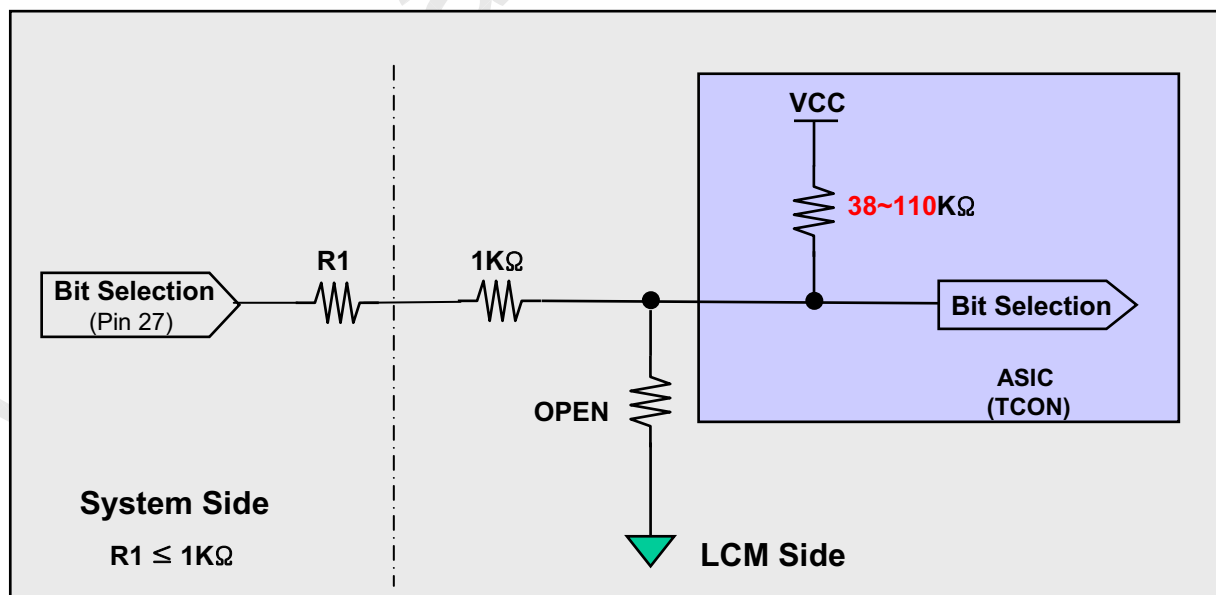 VCC
38~110KΩ
R1
1KΩ
Bit Selection
(Pin 27)
Bit Selection
ASIC
(TCON)
OPEN
System Side
R1 ≤ 1KΩ
LCM Side